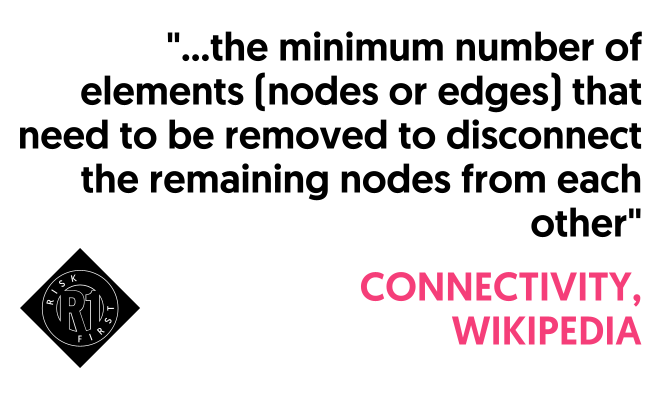 "...the minimum number of
elements (nodes or edges) that
need to be removed to disconnect
the remaining nodes from each
other"
CONNECTIVITY,
WIKIPEDIA
RISK
R1
FIRST